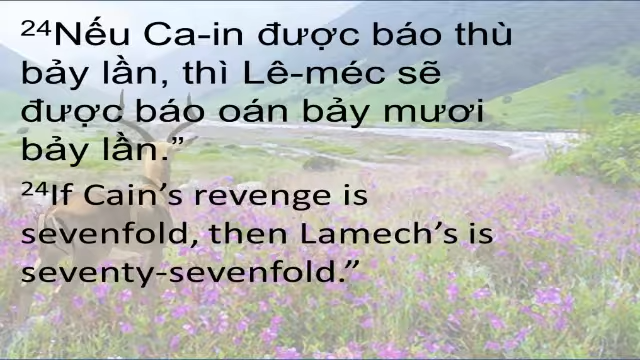 ²⁴Nếu Ca-in được báo thù
bảy lần, thì Lê-méc sẽ
được báo oán bảy mươi
bảy lần.”
²⁴If Cain’s revenge is
sevenfold, then Lamech’s is
seventy-sevenfold.”